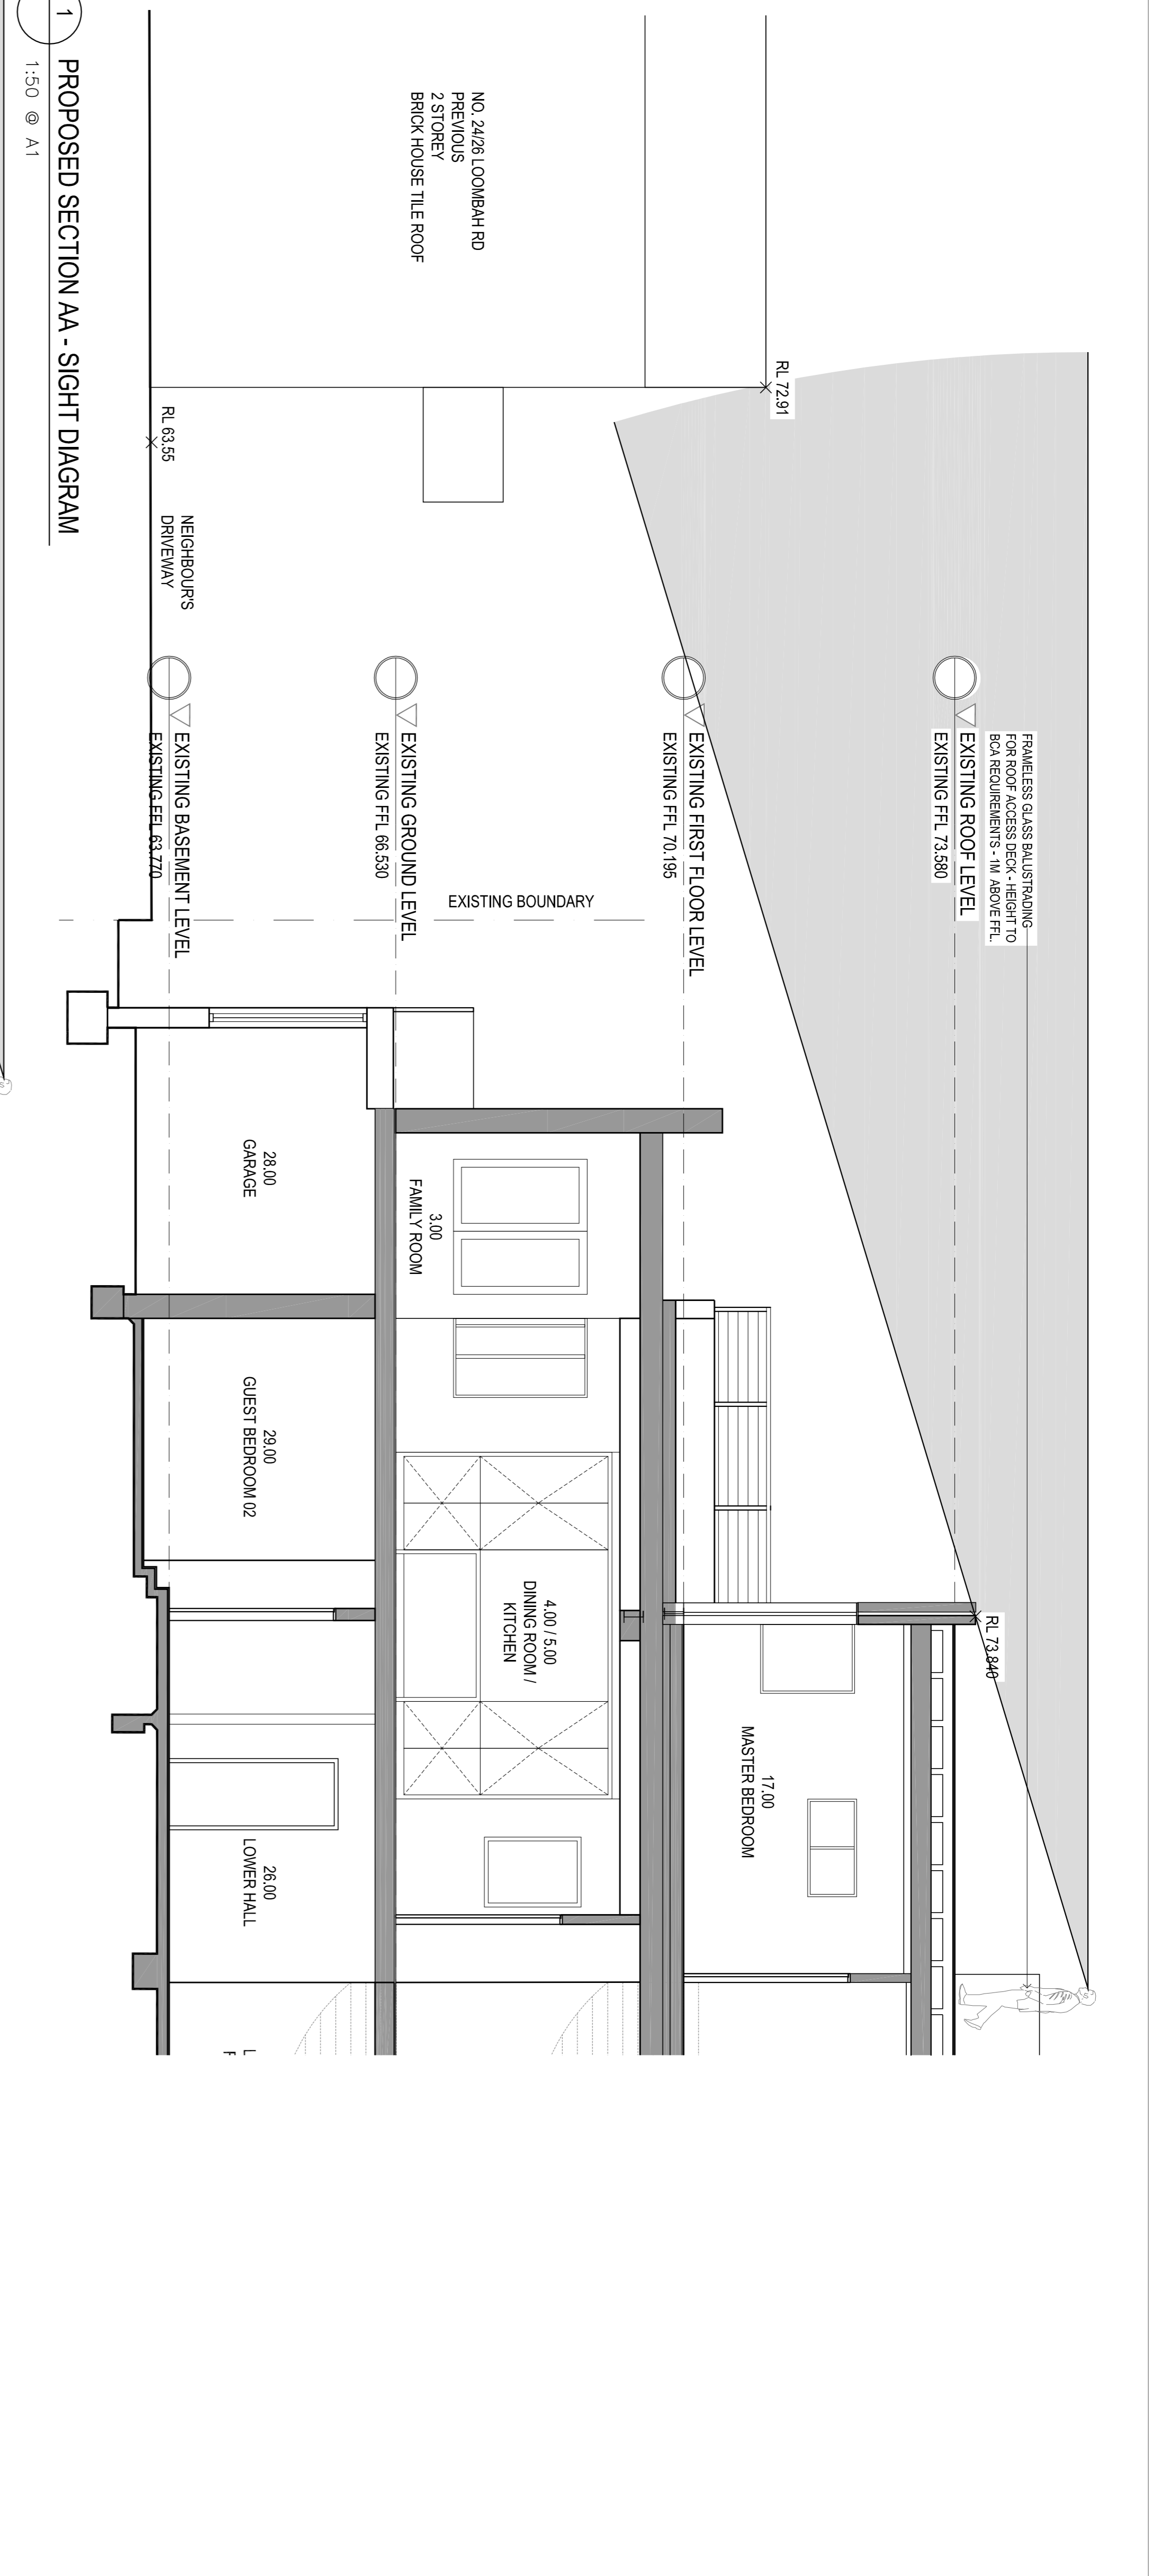 FRAMELESS GLASS BALUSTRADING
FOR ROOF ACCESS DECK - HEIGHT TO
BCA REQUIREMENTS - 1M ABOVE FFL.
EXISTING ROOF LEVEL
EXISTING FFL 73.580
RL 73.840
RL 72.91
EXISTING FIRST FLOOR LEVEL
EXISTING FFL 70.195
17.00
MASTER BEDROOM
NO. 24/26 LOOMBAH RD
PREVIOUS
2 STOREY
BRICK HOUSE TILE ROOF
EXISTING BOUNDARY
4.00 / 5.00
DINING ROOM /
KITCHEN
3.00
FAMILY ROOM
EXISTING GROUND LEVEL
EXISTING FFL 66.530
28.00
GARAGE
29.00
GUEST BEDROOM 02
26.00
LOWER HALL
RL 63.55
NEIGHBOUR'S
DRIVEWAY
EXISTING BASEMENT LEVEL
EXISTING FFL 63.770
1
PROPOSED SECTION AA - SIGHT DIAGRAM
1:50 @ A1